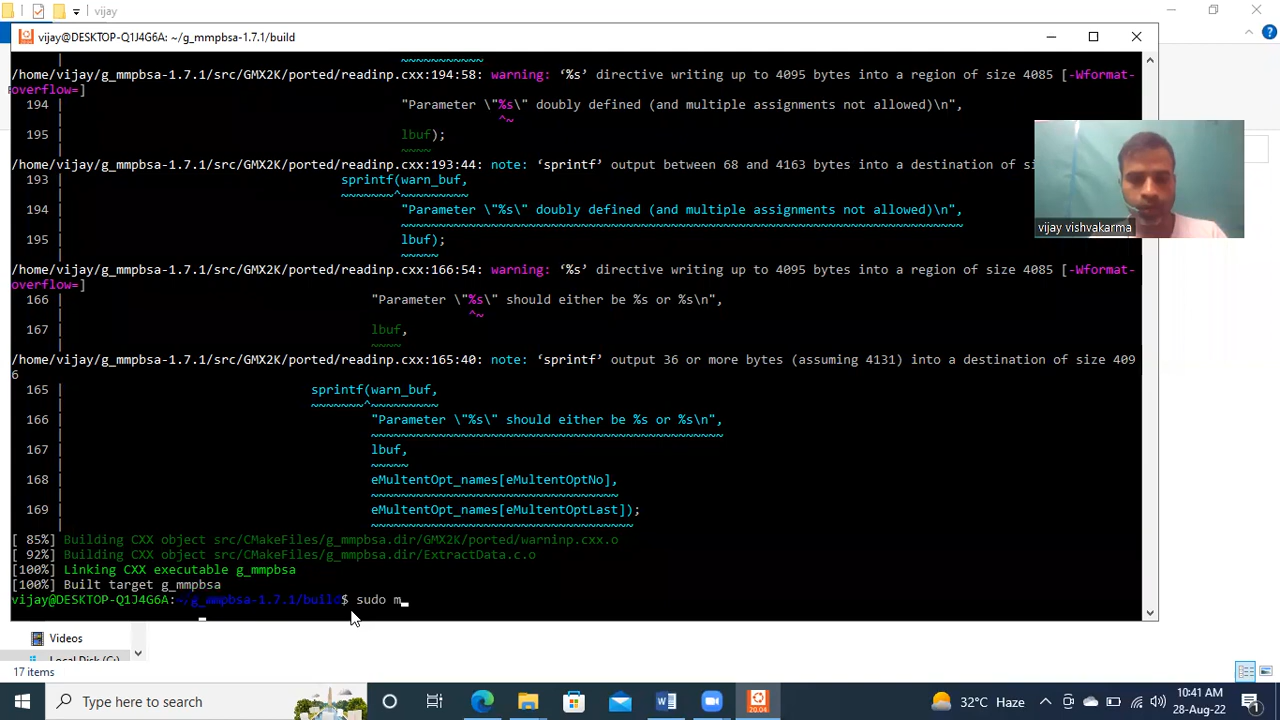 vijay
vijay@DESKTOP-Q1J4G6A: ~/g_mmpbsa-1.7.1/build
/home/vijay/g_mmpbsa-1.7.1/src/GMX2K/ported/readinp.cxx:194:58: warning: ‘%s’ directive writing up to 4095 bytes into a region of size 4085 [-Wformat-
overflow=]
194 | "Parameter \"%s\" doubly defined (and multiple assignments not allowed)\n",
| ^~
195 | lbuf);
| ~~~~
/home/vijay/g_mmpbsa-1.7.1/src/GMX2K/ported/readinp.cxx:193:44: note: ‘sprintf’ output between 68 and 4163 bytes into a destination of
193 | sprintf(warn_buf,
| ~~~~~~~^~~~~~~~~~
194 | "Parameter \"%s\" doubly defined (and multiple assignments not allowed)\n",
| ~~~~~~~~~~~~~~~~~~~~~~~~~~~~~~~~~~~~~~~~~~~~~~~~~~~~~~~~~~~~~~~~~~~~~~~~~~~
195 | lbuf);
| ~~~~~
/home/vijay/g_mmpbsa-1.7.1/src/GMX2K/ported/readinp.cxx:166:54: warning: ‘%s’ directive writing up to 4095 bytes into a region of size 4085 [-Wformat-
overflow=]
166 | "Parameter \"%s\" should either be %s or %s\n",
| ^~
167 | lbuf,
| ~~~~
/home/vijay/g_mmpbsa-1.7.1/src/GMX2K/ported/readinp.cxx:165:40: note: ‘sprintf’ output 36 or more bytes (assuming 4131) into a destination of size 409
6
165 | sprintf(warn_buf,
| ~~~~~~~^~~~~~~~~~
166 | "Parameter \"%s\" should either be %s or %s\n",
| ~~~~~~~~~~~~~~~~~~~~~~~~~~~~~~~~~~~~~~~~~~~~~~~
167 | lbuf,
| ~~~~~
168 | eMultentOpt_names[eMultentOptNo],
| ~~~~~~~~~~~~~~~~~~~~~~~~~~~~~~~~~
169 | eMultentOpt_names[eMultentOptLast]);
| ~~~~~~~~~~~~~~~~~~~~~~~~~~~~~~~~~~~
[ 85%] Building CXX object src/CMakeFiles/g_mmpbsa.dir/GMX2K/ported/warninp.cxx.o
[ 92%] Building CXX object src/CMakeFiles/g_mmpbsa.dir/ExtractData.c.o
[100%] Linking CXX executable g_mmpbsa
[100%] Built target g_mmpbsa
vijay@DESKTOP-Q1J4G6A:~/g_mmpbsa-1.7.1/build$ sudo m_
vijay vishvakarma
Videos
Local Disk (C:)
17 items
Type here to search
20.04
32°C Haze
10:41 AM
28-Aug-22
1